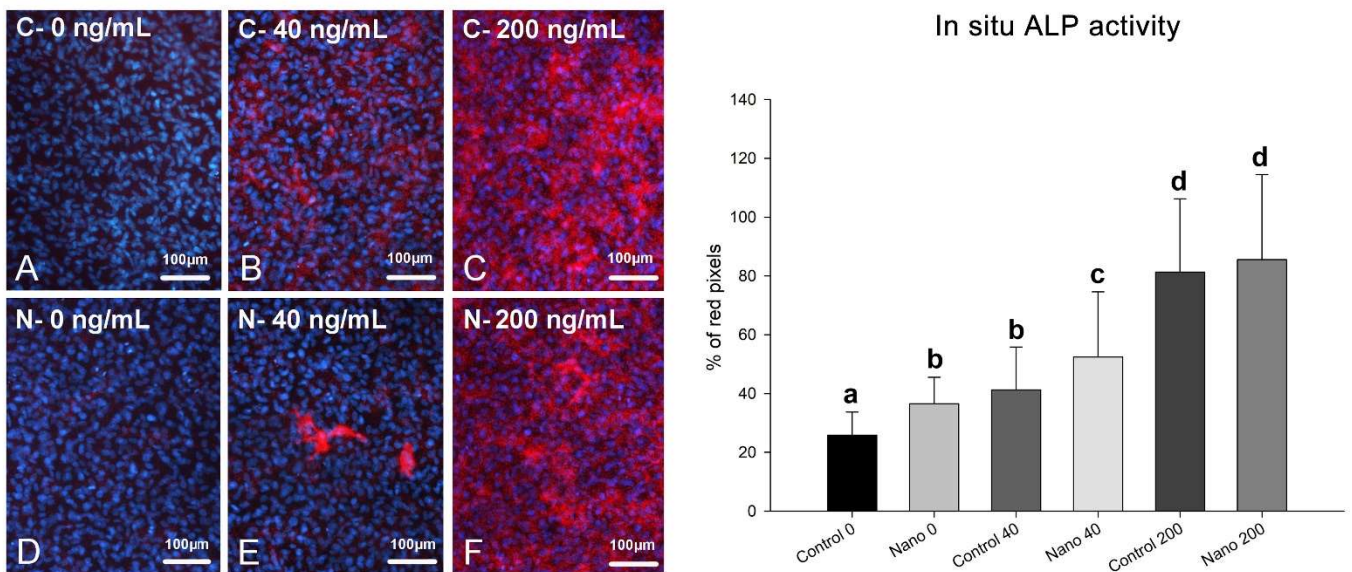 C- 0 ng/mL
A
100µm
C- 40 ng/mL
B
100µm
C- 200 ng/mL
C
100µm
N- 0 ng/mL
D
100µm
N- 40 ng/mL
E
100µm
N- 200 ng/mL
F
100µm
In situ ALP activity
% of red pixels
140
120
100
80
60
40
20
0
a
b
b
c
d
d
Control 0
Nano 0
Control 40
Nano 40
Control 200
Nano 200